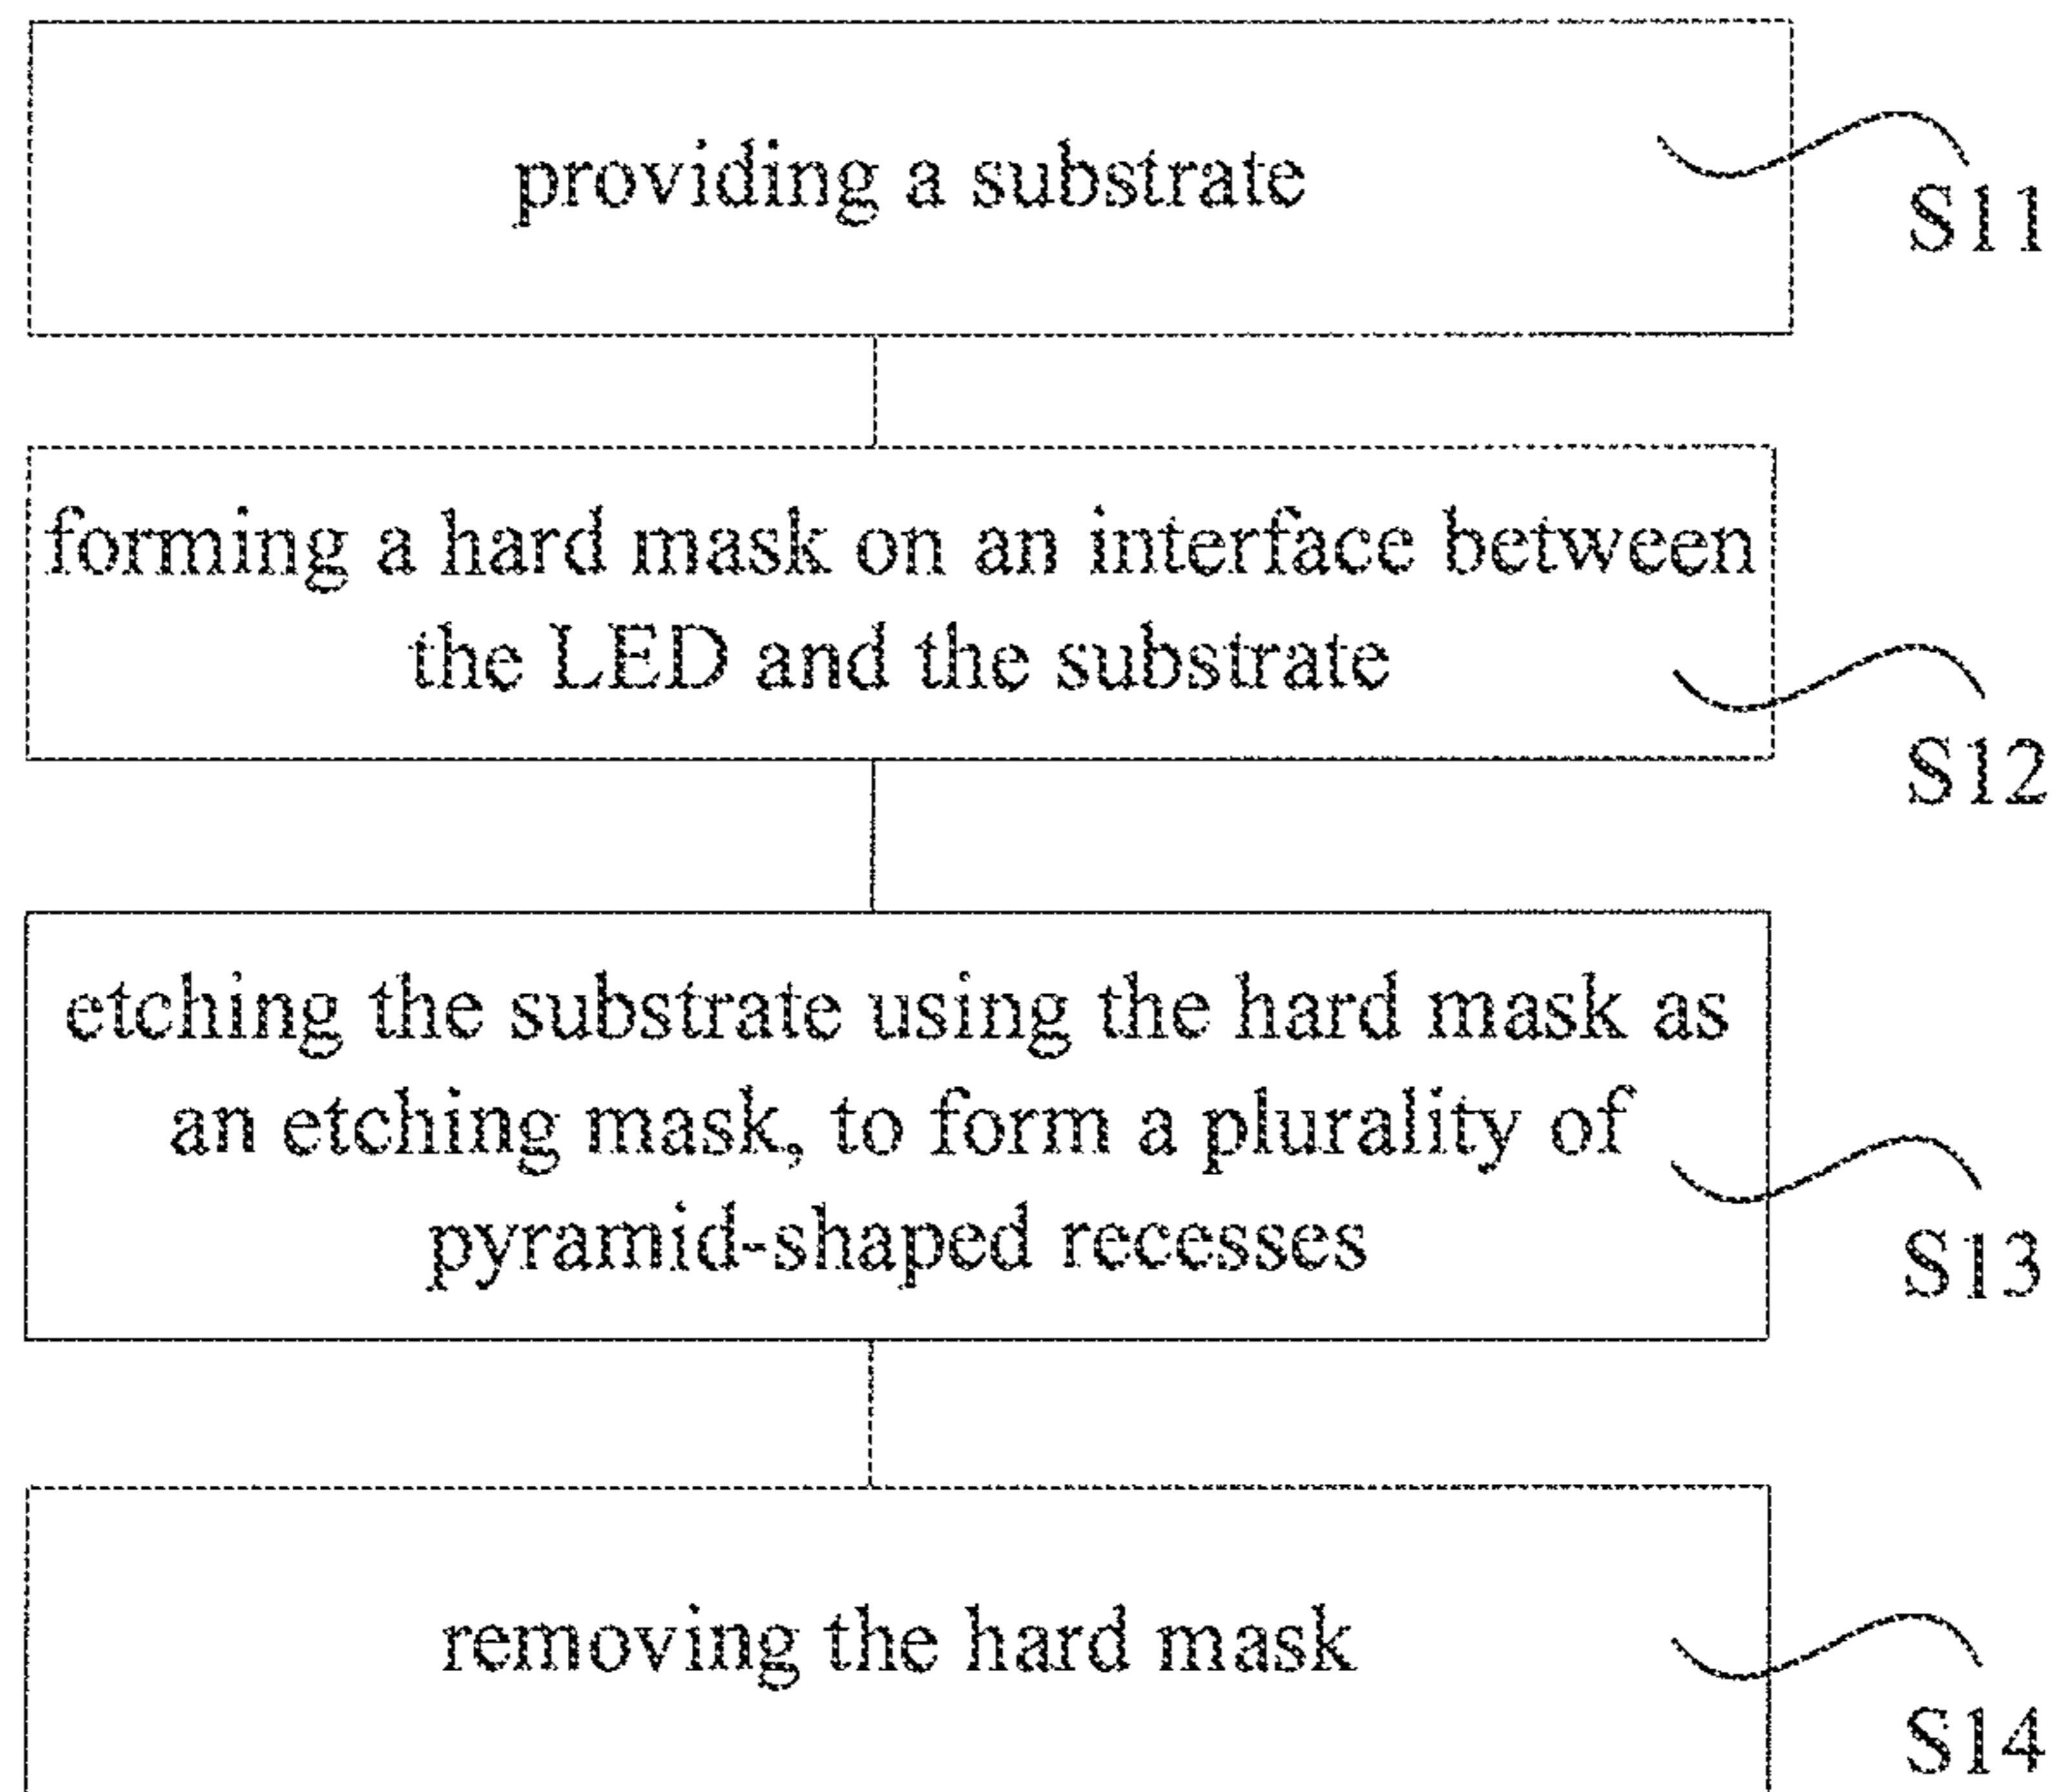 providing a substrate
S11
forming a hard mask on an interface between
the LED and the substrate
S12
etching the substrate using the hard mask as
an etching mask, to form a plurality of
pyramid-shaped recesses
S13
removing the hard mask
S14